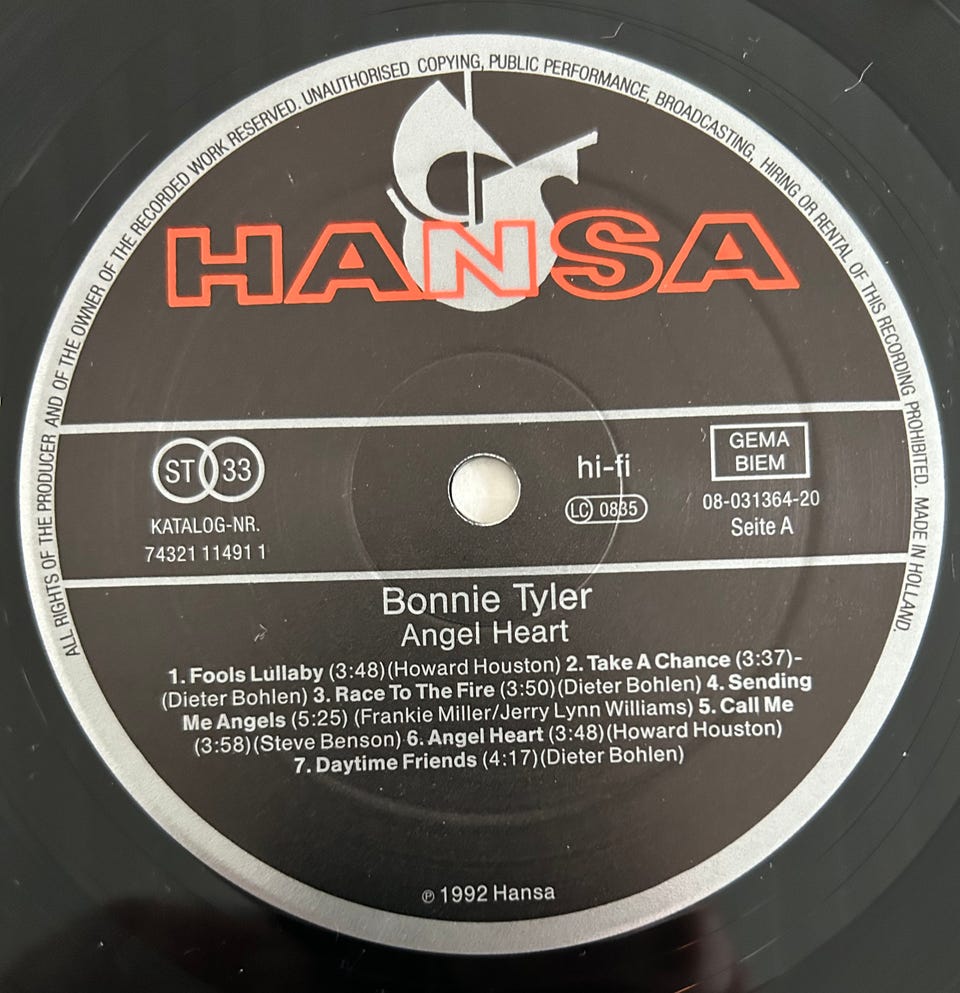 ALL RIGHTS OF THE PRODUCER AND OF THE OWNER OF THE RECORDED WORK RESERVED. UNAUTHORISED COPYING, PUBLIC PERFORMANCE, BROADCASTING, HIRING OR RENTAL OF THIS RECORDING PROHIBITED. MADE IN HOLLAND.
HANSA
ST 33
KATALOG-NR.
74321 11491 1
hi-fi
LC 0835
GEMA
BIEM
08-031364-20
Seite A
Bonnie Tyler
Angel Heart
1. Fools Lullaby (3:48)(Howard Houston) 2. Take A Chance (3:37)-
(Dieter Bohlen) 3. Race To The Fire (3:50)(Dieter Bohlen) 4. Sending
Me Angels (5:25) (Frankie Miller/Jerry Lynn Williams) 5. Call Me
(3:58)(Steve Benson) 6. Angel Heart (3:48)(Howard Houston)
7. Daytime Friends (4:17)(Dieter Bohlen)
℗ 1992 Hansa